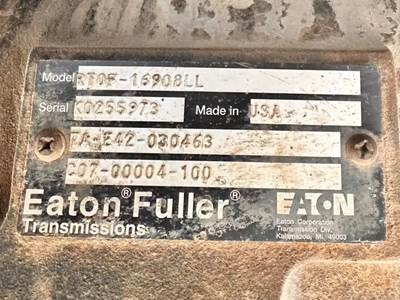 Model RTOF-16908LL
Serial K0255973 Made in USA
FA-E42-030463
C07-00004-100
Eaton® Fuller® EATON
Transmissions
Eaton Corporation
Transmission Div.
Kalamazoo, MI. 49003